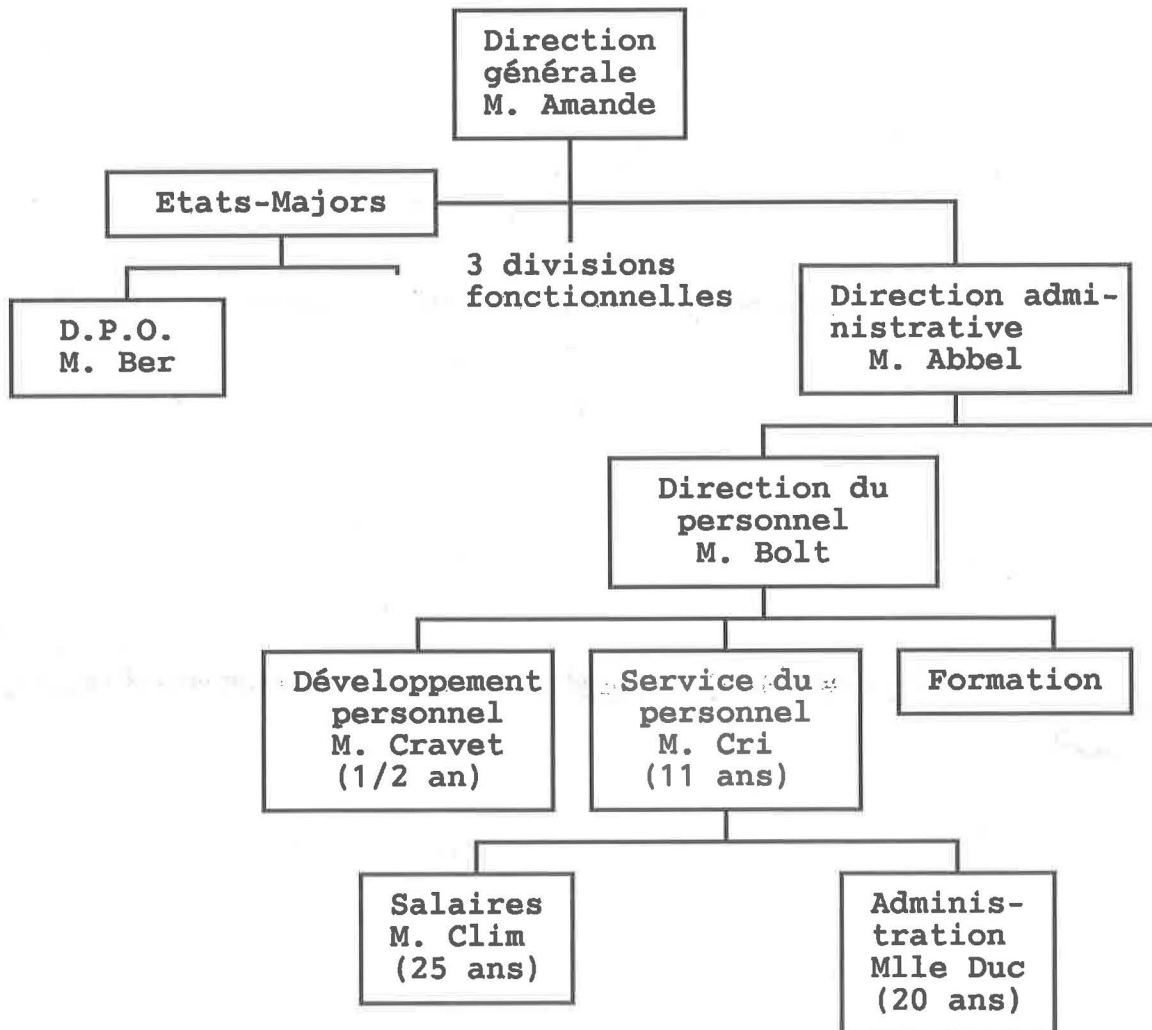 Direction
générale
M. Amande
Etats-Majors
3 divisions
fonctionnelles
D.P.O.
M. Ber
Direction admi-
nistrative
M. Abbel
Direction du
personnel
M. Bolt
Développement
personnel
M. Cravet
(1/2 an)
Service du
personnel
M. Cri
(11 ans)
Formation
Salaires
M. Clim
(25 ans)
Adminis-
tration
Mlle Duc
(20 ans)